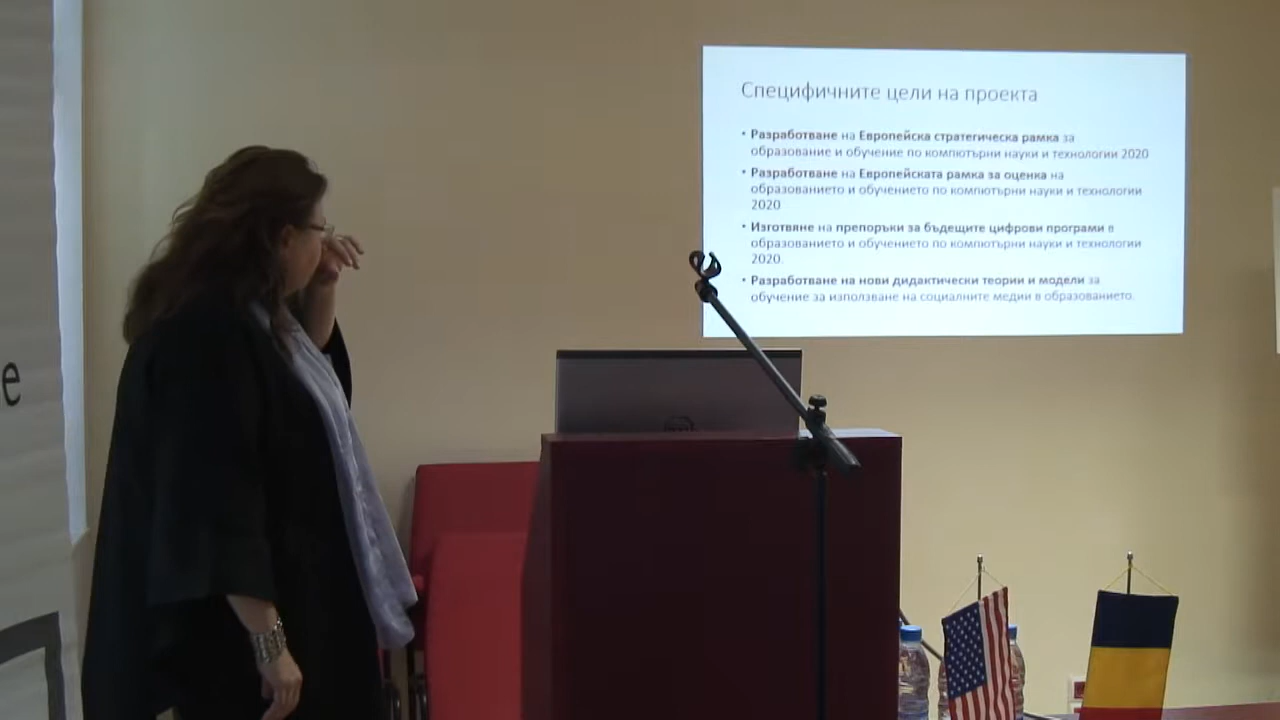 Специфичните цели на проекта
• Разработване на Европейска стратегическа рамка за
образование и обучение по компютърни науки и технологии 2020
• Разработване на Европейската рамка за оценка на
образованието и обучението по компютърни науки и технологии
2020
• Изготвяне на препоръки за бъдещите цифрови програми в
образованието и обучението по компютърни науки и технологии
2020.
• Разработване на нови дидактически теории и модели за
обучение за използване на социалните медии в образованието.
е